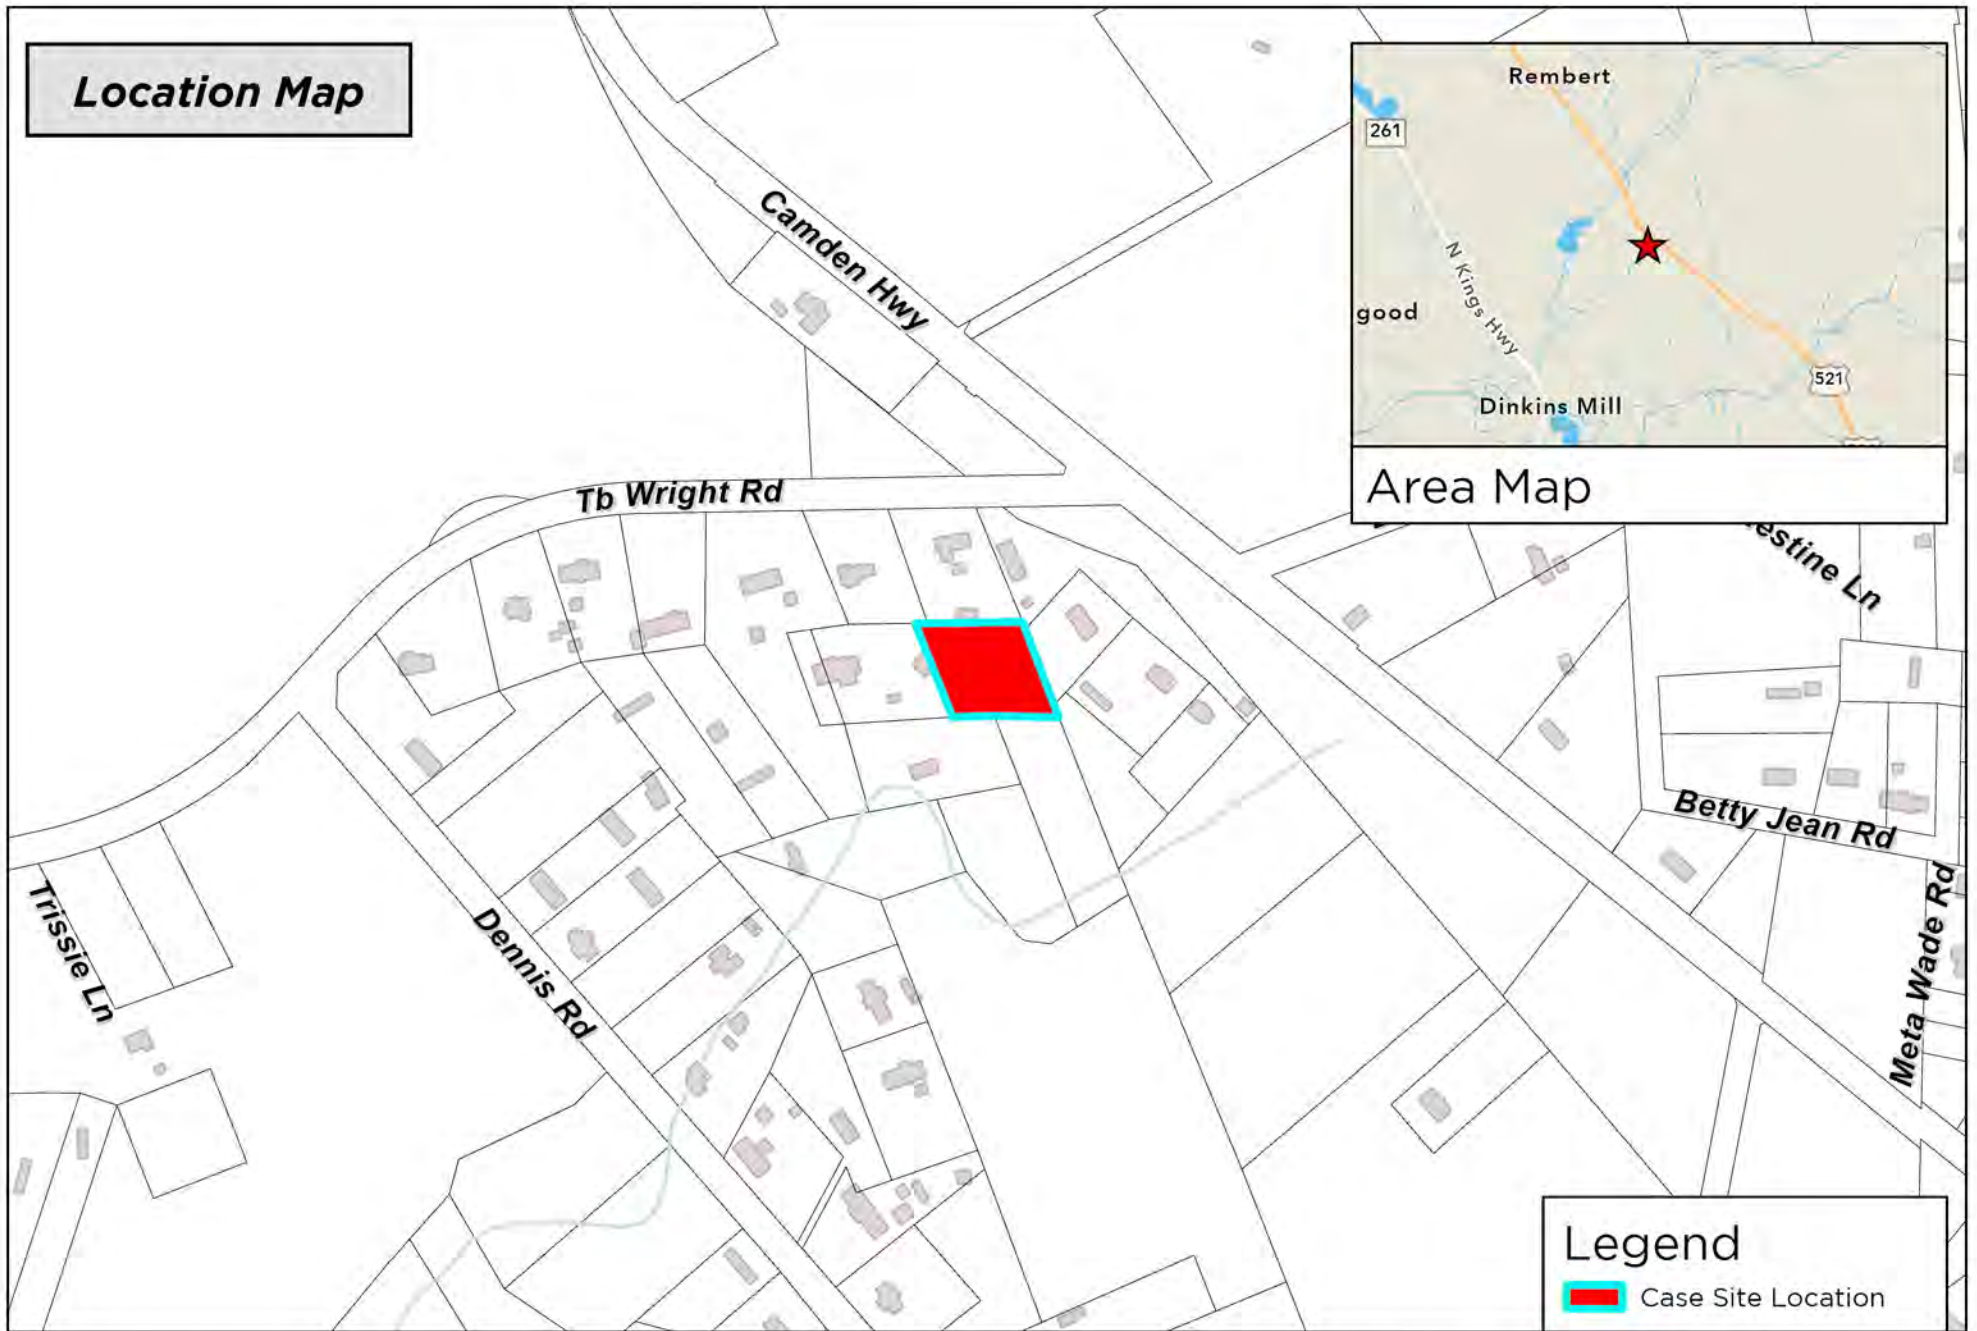 Location Map
Rembert
261
N Kings Hwy
good
521
Dinkins Mill
Area Map
Camden Hwy
Tb Wright Rd
estine Ln
Betty Jean Rd
Meta Wade Rd
Trissie Ln
Dennis Rd
Legend
Case Site Location